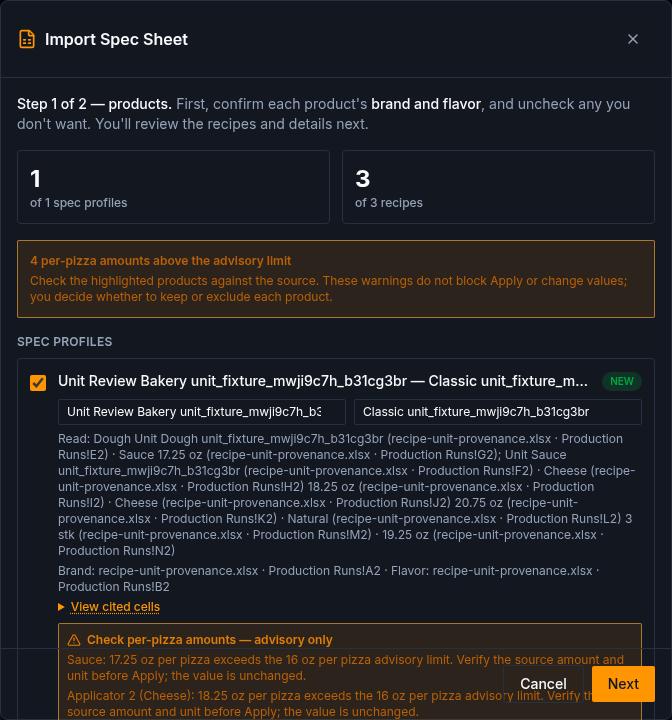 Import Spec Sheet
Step 1 of 2 — products. First, confirm each product's brand and flavor, and uncheck any you
don't want. You'll review the recipes and details next.
1
of 1 spec profiles
3
of 3 recipes
4 per-pizza amounts above the advisory limit
Check the highlighted products against the source. These warnings do not block Apply or change values;
you decide whether to keep or exclude each product.
SPEC PROFILES
Unit Review Bakery unit_fixture_mwji9c7h_b31cg3br — Classic unit_fixture_m...
NEW
Unit Review Bakery unit_fixture_mwji9c7h_b3
Classic unit_fixture_mwji9c7h_b31cg3br
Read: Dough Unit Dough unit_fixture_mwji9c7h_b31cg3br (recipe-unit-provenance.xlsx · Production
Runs!E2) · Sauce 17.25 oz (recipe-unit-provenance.xlsx · Production Runs!G2); Unit Sauce
unit_fixture_mwji9c7h_b31cg3br (recipe-unit-provenance.xlsx · Production Runs!F2) · Cheese (recipe-
unit-provenance.xlsx · Production Runs!H2) 18.25 oz (recipe-unit-provenance.xlsx · Production
Runs!I2) · Cheese (recipe-unit-provenance.xlsx · Production Runs!J2) 20.75 oz (recipe-unit-
provenance.xlsx · Production Runs!K2) · Natural (recipe-unit-provenance.xlsx · Production Runs!L2) 3
stk (recipe-unit-provenance.xlsx · Production Runs!M2) · 19.25 oz (recipe-unit-provenance.xlsx ·
Production Runs!N2)
Brand: recipe-unit-provenance.xlsx · Production Runs!A2 · Flavor: recipe-unit-provenance.xlsx ·
Production Runs!B2
View cited cells
Check per-pizza amounts — advisory only
Sauce: 17.25 oz per pizza exceeds the 16 oz per pizza advisory limit. Verify the source amount and
unit before Apply; the value is unchanged.
Applicator 2 (Cheese): 18.25 oz per pizza exceeds the 16 oz per pizza advisory limit. Verify the
source amount and unit before Apply; the value is unchanged.
Cancel
Next